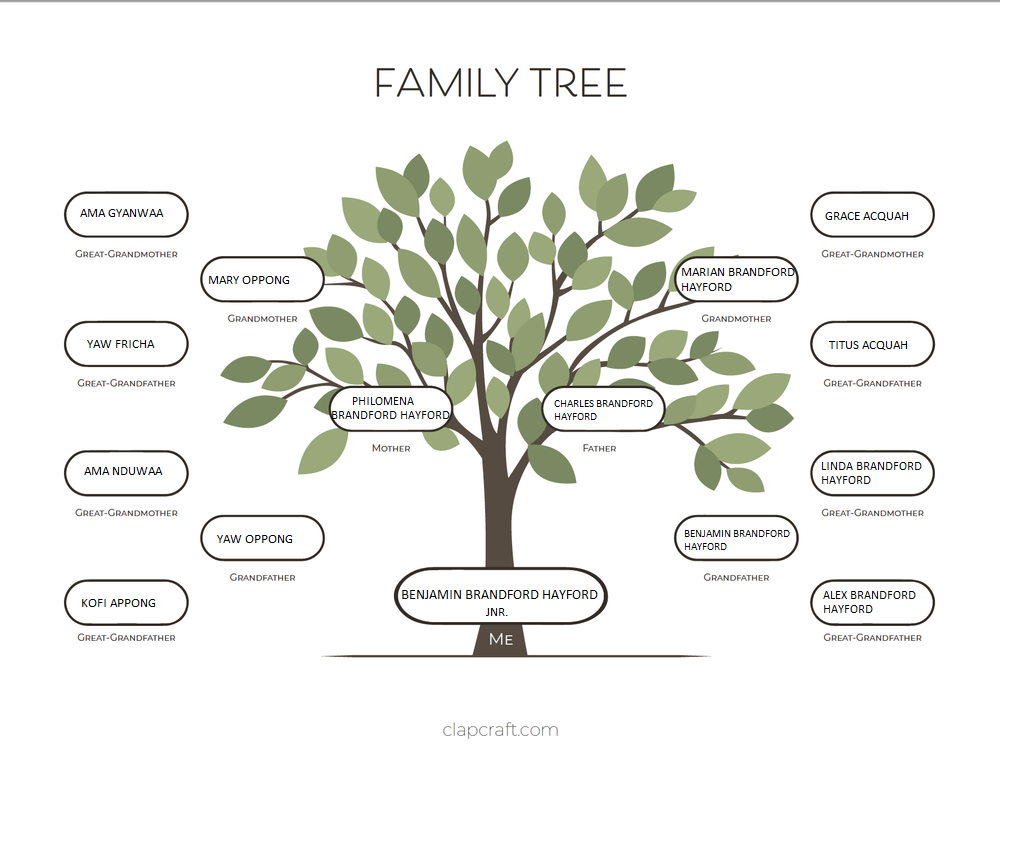 FAMILY TREE
AMA GYANWAA
GREAT-GRANDMOTHER
MARY OPPONG
GRANDMOTHER
YAW FRICHA
GREAT-GRANDFATHER
PHILOMENA
BRANDFORD HAYFORD
MOTHER
AMA NDUWAA
GREAT-GRANDMOTHER
YAW OPPONG
GRANDFATHER
KOFI APPONG
GREAT-GRANDFATHER
GRACE ACQUAH
GREAT-GRANDMOTHER
MARIAN BRANDFORD
HAYFORD
GRANDMOTHER
TITUS ACQUAH
GREAT-GRANDFATHER
CHARLES BRANDFORD
HAYFORD
FATHER
LINDA BRANDFORD
HAYFORD
GREAT-GRANDMOTHER
BENJAMIN BRANDFORD
HAYFORD
GRANDFATHER
ALEX BRANDFORD
HAYFORD
GREAT-GRANDFATHER
BENJAMIN BRANDFORD HAYFORD
JNR.
ME
clapcraft.com